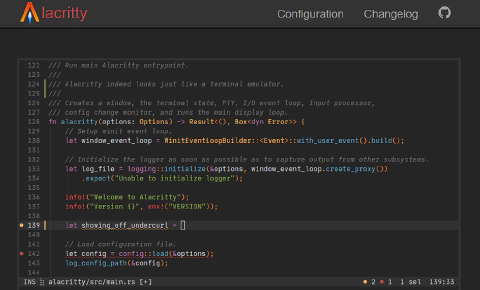 Alacritty Configuration Changelog
122 /// Run main Alacritty entrypoint.
123 ///
124 /// Alacritty indeed looks just like a terminal emulator.
125 ///
126 /// Creates a window, the terminal state, PTY, I/O event loop, input processor,
127 /// config change monitor, and runs the main display loop.
128 fn alacritty(options: Options) -> Result<(), Box<dyn Error>> {
129 // Setup winit event loop.
130 let window_event_loop = WinitEventLoopBuilder::<Event>::with_user_event().build();
131
132 // Initialize the logger as soon as possible as to capture output from other subsystems.
133 let log_file = logging::initialize(&options, window_event_loop.create_proxy())
134 .expect("Unable to initialize logger");
135
136 info!("Welcome to Alacritty");
137 info!("Version {}", env!("VERSION"));
138
139 let showing_off_undercurl = []
140
141 // Load configuration file.
142 let config = config::load(&options);
143 log_config_path(&config);
144
INS alacritty/src/main.rs [+] 2 1 1 sel 139:33